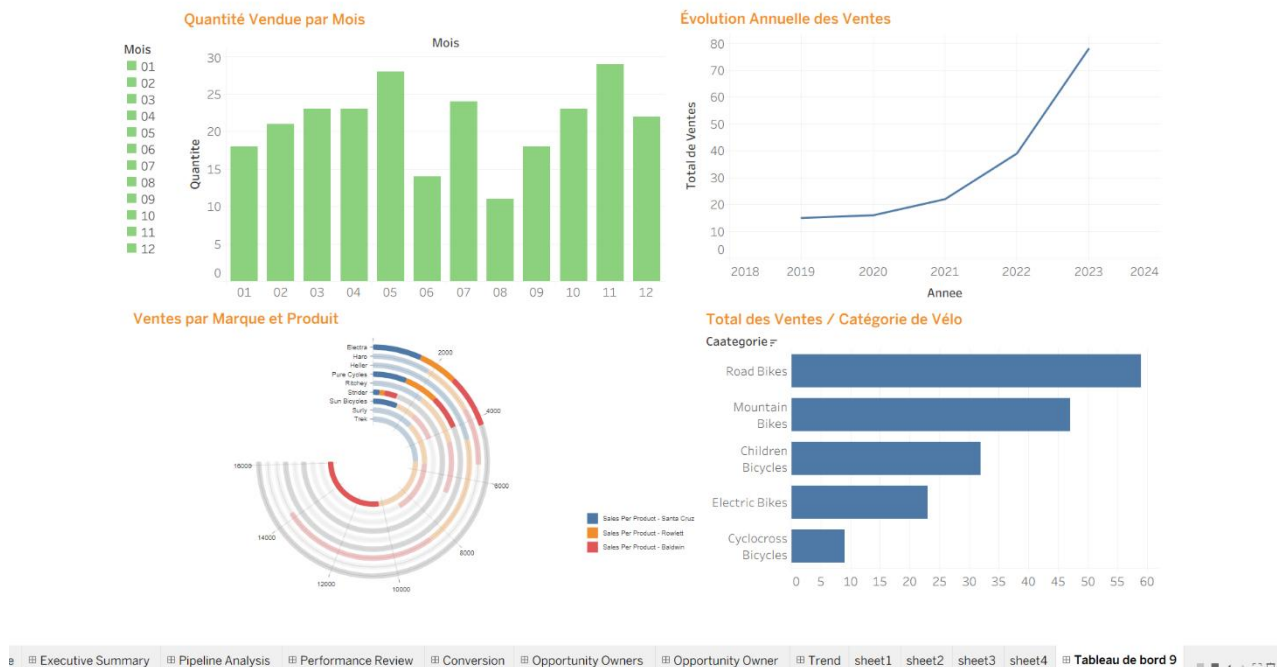 Quantité Vendue par Mois
Mois
Mois
01
02
03
04
05
06
07
08
09
10
11
12
Quantite
30
25
20
15
10
5
0
01 02 03 04 05 06 07 08 09 10 11 12
Évolution Annuelle des Ventes
Total de Ventes
80
70
60
50
40
30
20
10
0
2018 2019 2020 2021 2022 2023 2024
Annee
Ventes par Marque et Produit
Electra
Haro
Heller
Pure Cycles
Ritchey
Strider
Sun Bicycles
Surly
Trek
2000
4000
6000
8000
10000
12000
14000
16000
Sales Per Product - Santa Cruz
Sales Per Product - Rowlett
Sales Per Product - Baldwin
Total des Ventes / Catégorie de Vélo
Caategorie
Road Bikes
Mountain
Bikes
Children
Bicycles
Electric Bikes
Cyclocross
Bicycles
0 5 10 15 20 25 30 35 40 45 50 55 60
e Executive Summary Pipeline Analysis Performance Review Conversion Opportunity Owners Opportunity Owner Trend sheet1 sheet2 sheet3 sheet4 Tableau de bord 9